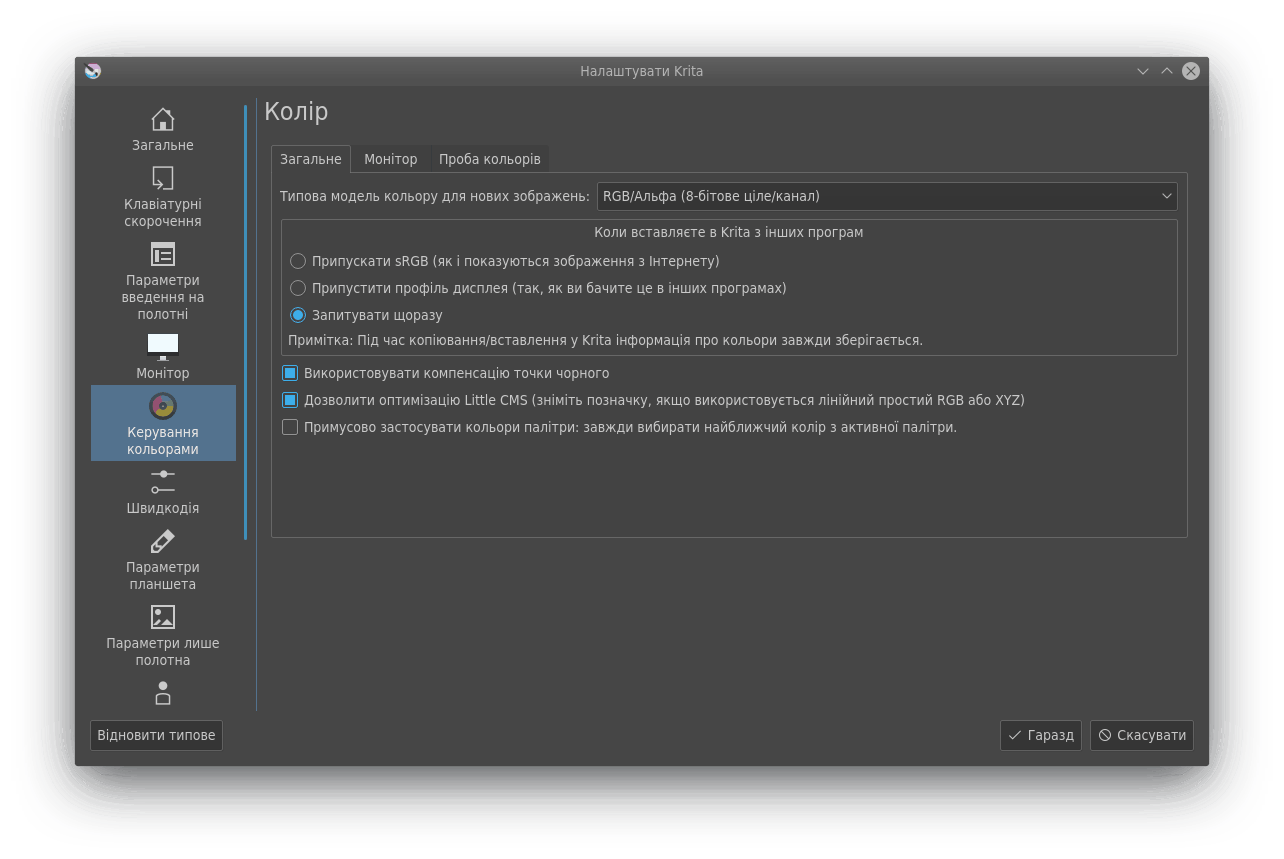 Налаштувати Krita
Загальне
Клавіатурні
скорочення
Параметри
введення на
полотні
Монітор
Керування
кольорами
Швидкодія
Параметри
планшета
Параметри лише
полотна
Колір
Загальне Монітор Проба кольорів
Типова модель кольору для нових зображень: RGB/Альфа (8-бітове ціле/канал)
Коли вставляєте в Krita з інших програм
Припускати sRGB (як і показуються зображення з Інтернету)
Припустити профіль дисплея (так, як ви бачите це в інших програмах)
Запитувати щоразу
Примітка: Під час копіювання/вставлення у Krita інформація про кольори завжди зберігається.
Використовувати компенсацію точки чорного
Дозволити оптимізацію Little CMS (зніміть позначку, якщо використовується лінійний простий RGB або XYZ)
Примусово застосувати кольори палітри: завжди вибирати найближчий колір з активної палітри.
Відновити типове Гаразд Скасувати